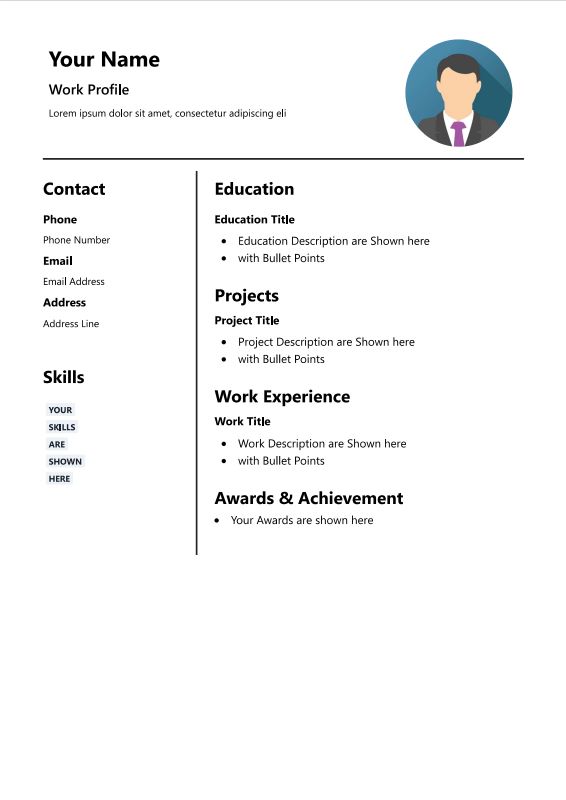 Your Name
Work Profile
Lorem ipsum dolor sit amet, consectetur adipiscing eli
Contact
Phone
Phone Number
Email
Email Address
Address
Address Line
Skills
YOUR
SKILLS
ARE
SHOWN
HERE
Education
Education Title
• Education Description are Shown here
• with Bullet Points
Projects
Project Title
• Project Description are Shown here
• with Bullet Points
Work Experience
Work Title
• Work Description are Shown here
• with Bullet Points
Awards & Achievement
• Your Awards are shown here